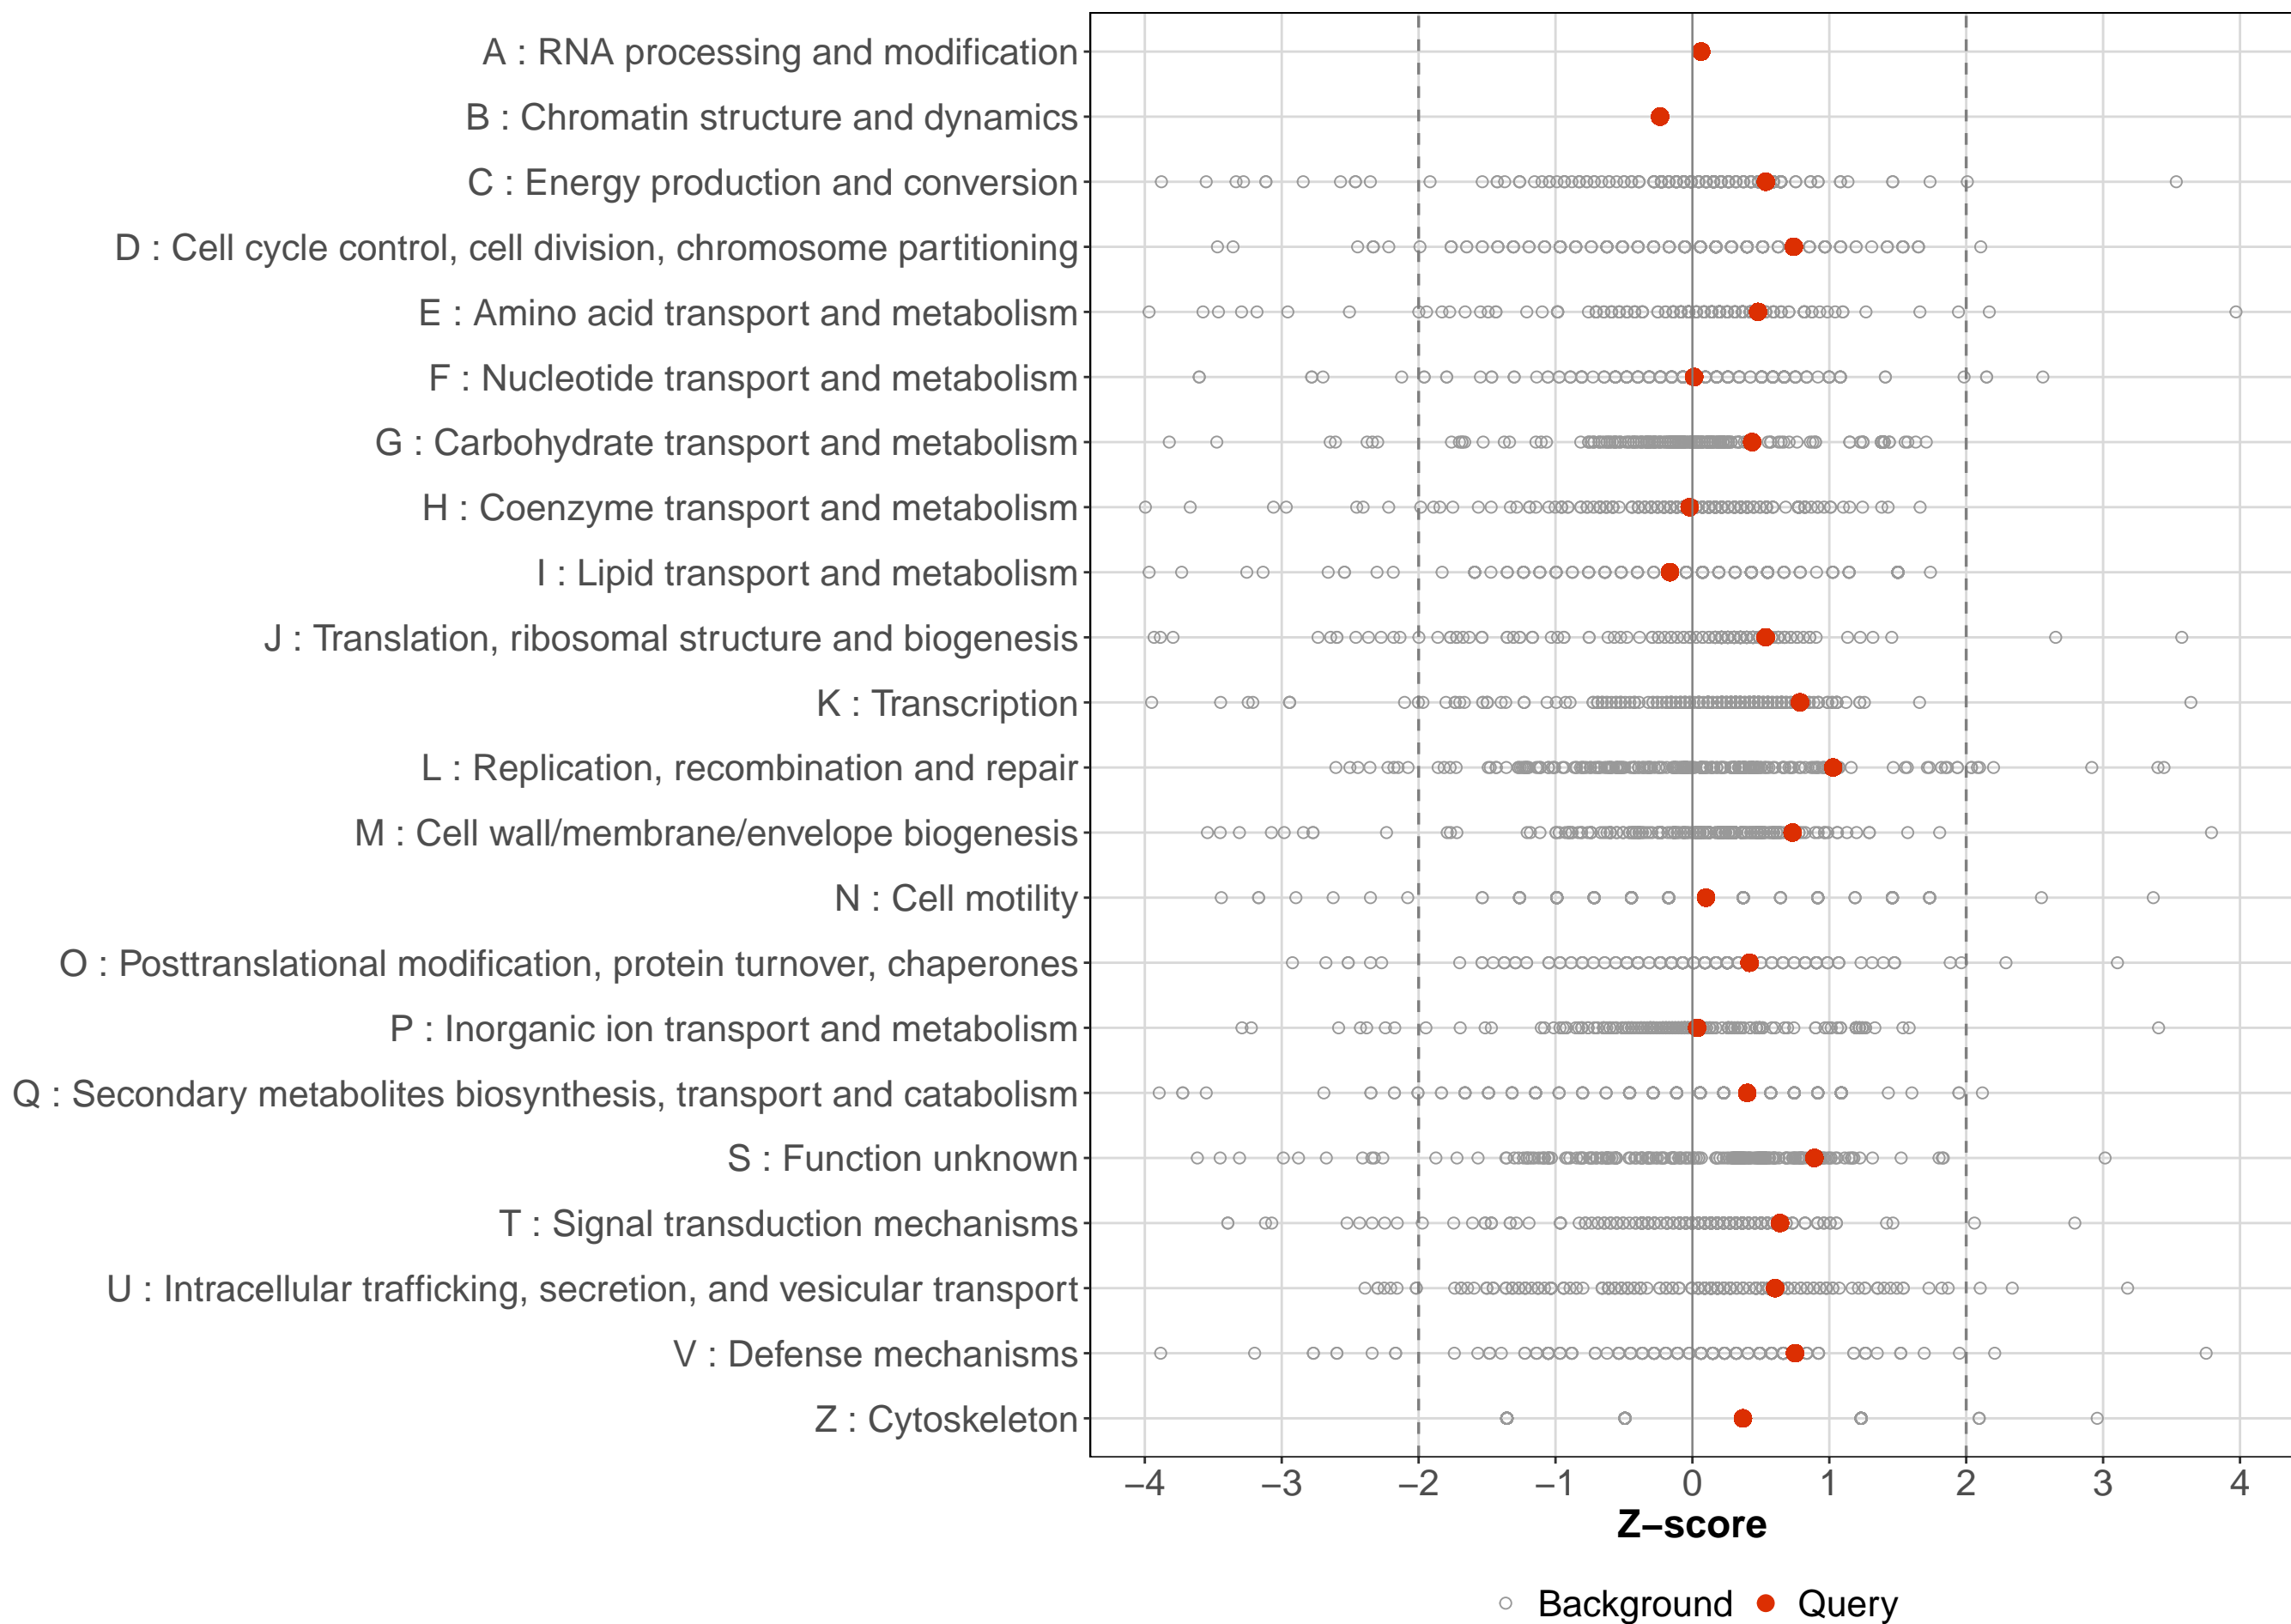 A : RNA processing and modification
B : Chromatin structure and dynamics
C : Energy production and conversion
D : Cell cycle control, cell division, chromosome partitioning
E : Amino acid transport and metabolism
F : Nucleotide transport and metabolism
G : Carbohydrate transport and metabolism
H : Coenzyme transport and metabolism
I : Lipid transport and metabolism
J : Translation, ribosomal structure and biogenesis
K : Transcription
L : Replication, recombination and repair
M : Cell wall/membrane/envelope biogenesis
N : Cell motility
O : Posttranslational modification, protein turnover, chaperones
P : Inorganic ion transport and metabolism
Q : Secondary metabolites biosynthesis, transport and catabolism
S : Function unknown
T : Signal transduction mechanisms
U : Intracellular trafficking, secretion, and vesicular transport
V : Defense mechanisms
Z : Cytoskeleton
−4 −3 −2 −1 0 1 2 3 4
Z−score
Background Query